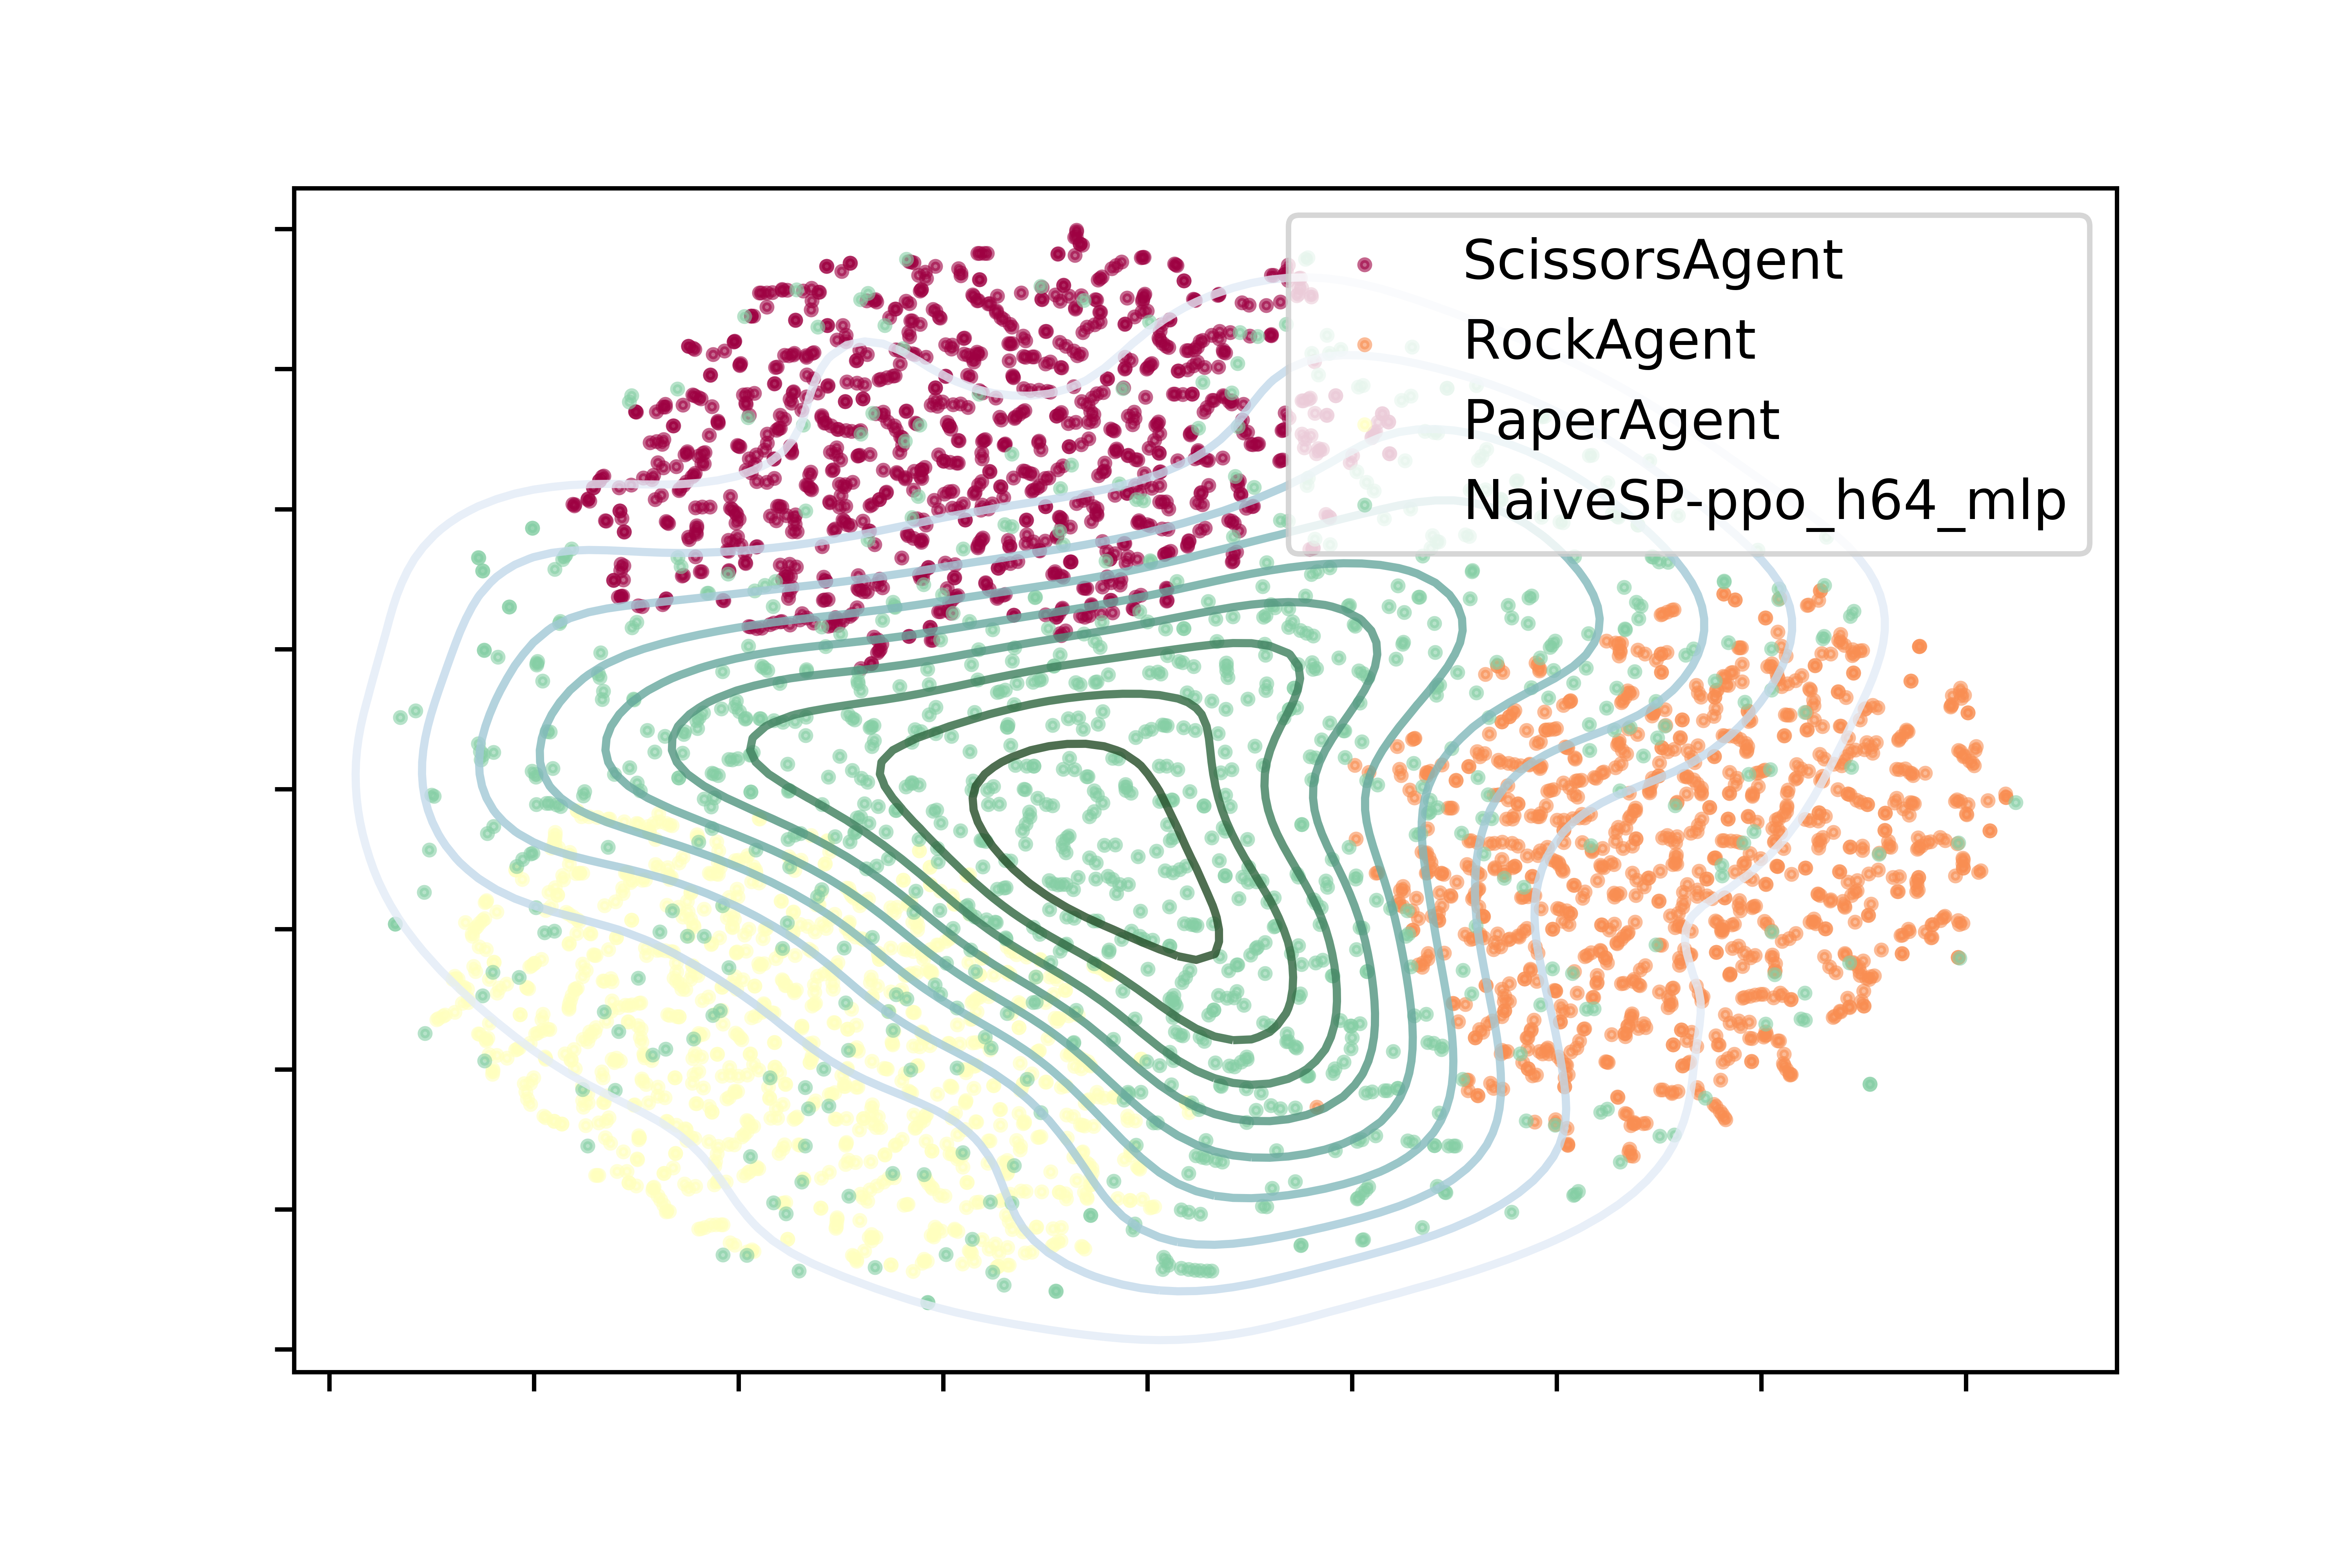 ScissorsAgent
RockAgent
PaperAgent
NaiveSP-ppo_h64_mlp